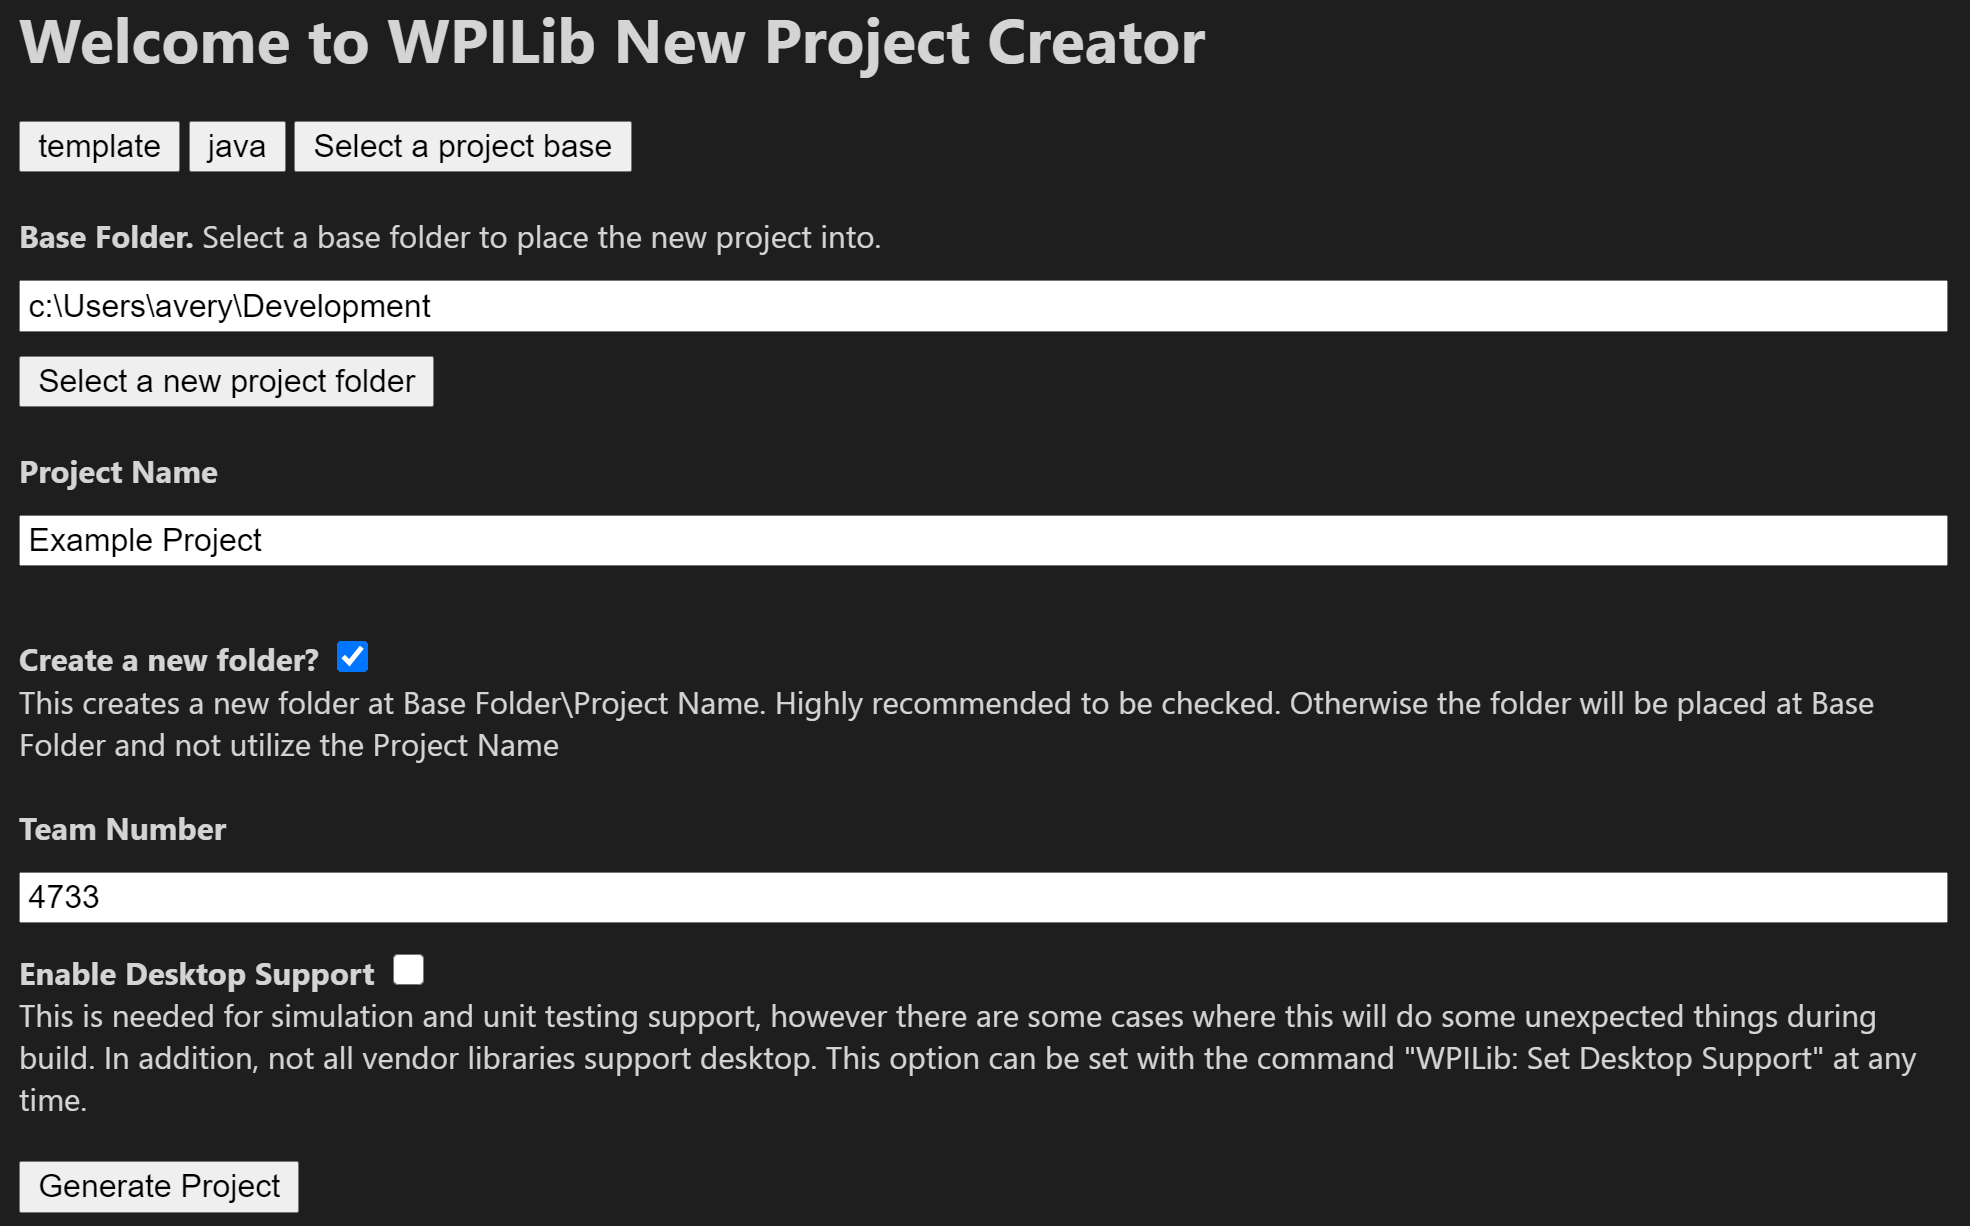 Welcome to WPILib New Project Creator
template java Select a project base
Base Folder. Select a base folder to place the new project into.
c:\Users\avery\Development
Select a new project folder
Project Name
Example Project
Create a new folder?
This creates a new folder at Base Folder\Project Name. Highly recommended to be checked. Otherwise the folder will be placed at Base
Folder and not utilize the Project Name
Team Number
4733
Enable Desktop Support
This is needed for simulation and unit testing support, however there are some cases where this will do some unexpected things during
build. In addition, not all vendor libraries support desktop. This option can be set with the command "WPILib: Set Desktop Support" at any
time.
Generate Project